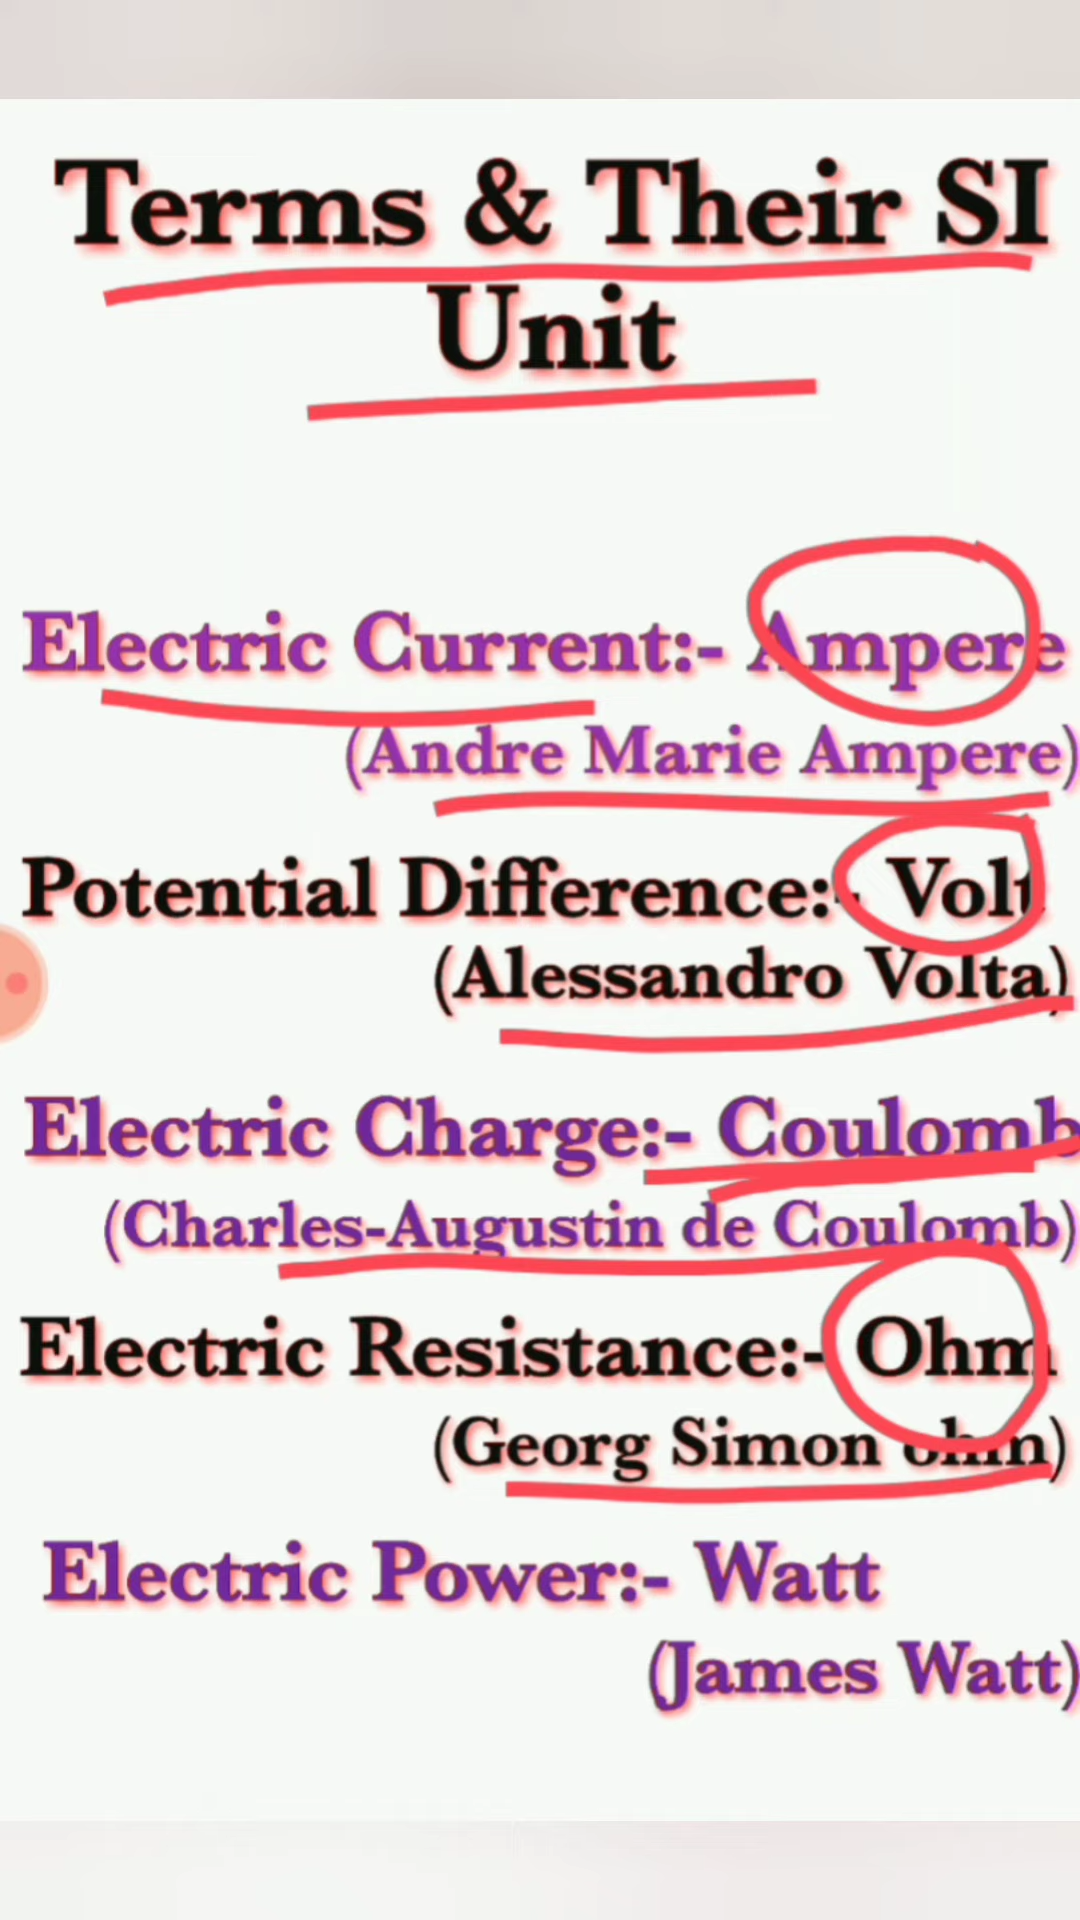 Terms & Their SI
Unit
Electric Current:- Ampere
(Andre Marie Ampere)
Potential Difference:- Volt
(Alessandro Volta)
Electric Charge:- Coulomb
(Charles-Augustin de Coulomb)
Electric Resistance:- Ohm
(Georg Simon ohm)
Electric Power:- Watt
(James Watt)